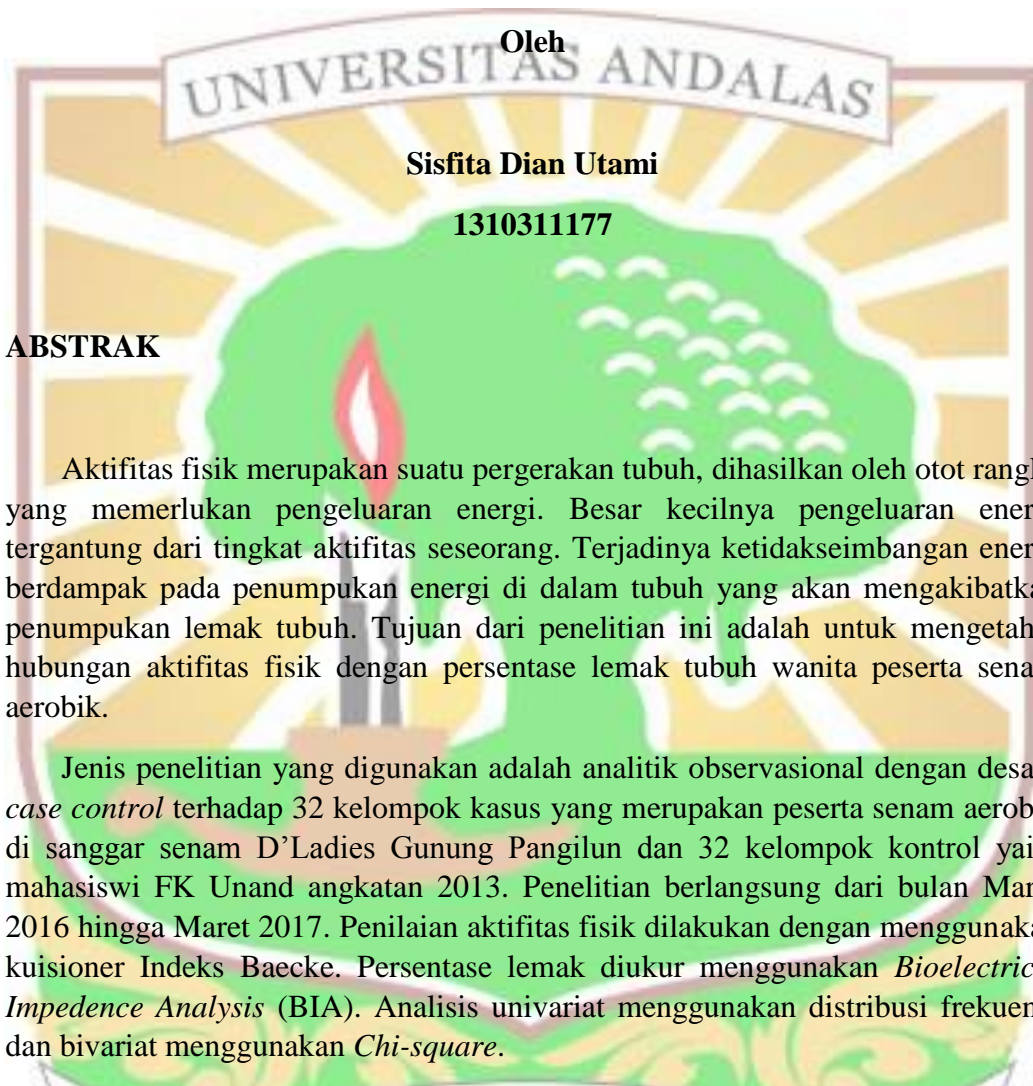 Oleh
UNIVERSITAS ANDALAS
Sisfita Dian Utami
1310311177
ABSTRAK
Aktifitas fisik merupakan suatu pergerakan tubuh, dihasilkan oleh otot rangk
yang memerlukan pengeluaran energi. Besar kecilnya pengeluaran ener
tergantung dari tingkat aktifitas seseorang. Terjadinya ketidakseimbangan ener
berdampak pada penumpukan energi di dalam tubuh yang akan mengakibatka
penumpukan lemak tubuh. Tujuan dari penelitian ini adalah untuk mengetah
hubungan aktifitas fisik dengan persentase lemak tubuh wanita peserta sena
aerobik.
Jenis penelitian yang digunakan adalah analitik observasional dengan desa
case control terhadap 32 kelompok kasus yang merupakan peserta senam aerob
di sanggar senam D’Ladies Gunung Pangilun dan 32 kelompok kontrol yai
mahasiswi FK Unand angkatan 2013. Penelitian berlangsung dari bulan Mar
2016 hingga Maret 2017. Penilaian aktifitas fisik dilakukan dengan menggunaka
kuisioner Indeks Baecke. Persentase lemak diukur menggunakan Bioelectric
Impedence Analysis (BIA). Analisis univariat menggunakan distribusi frekuen
dan bivariat menggunakan Chi-square.